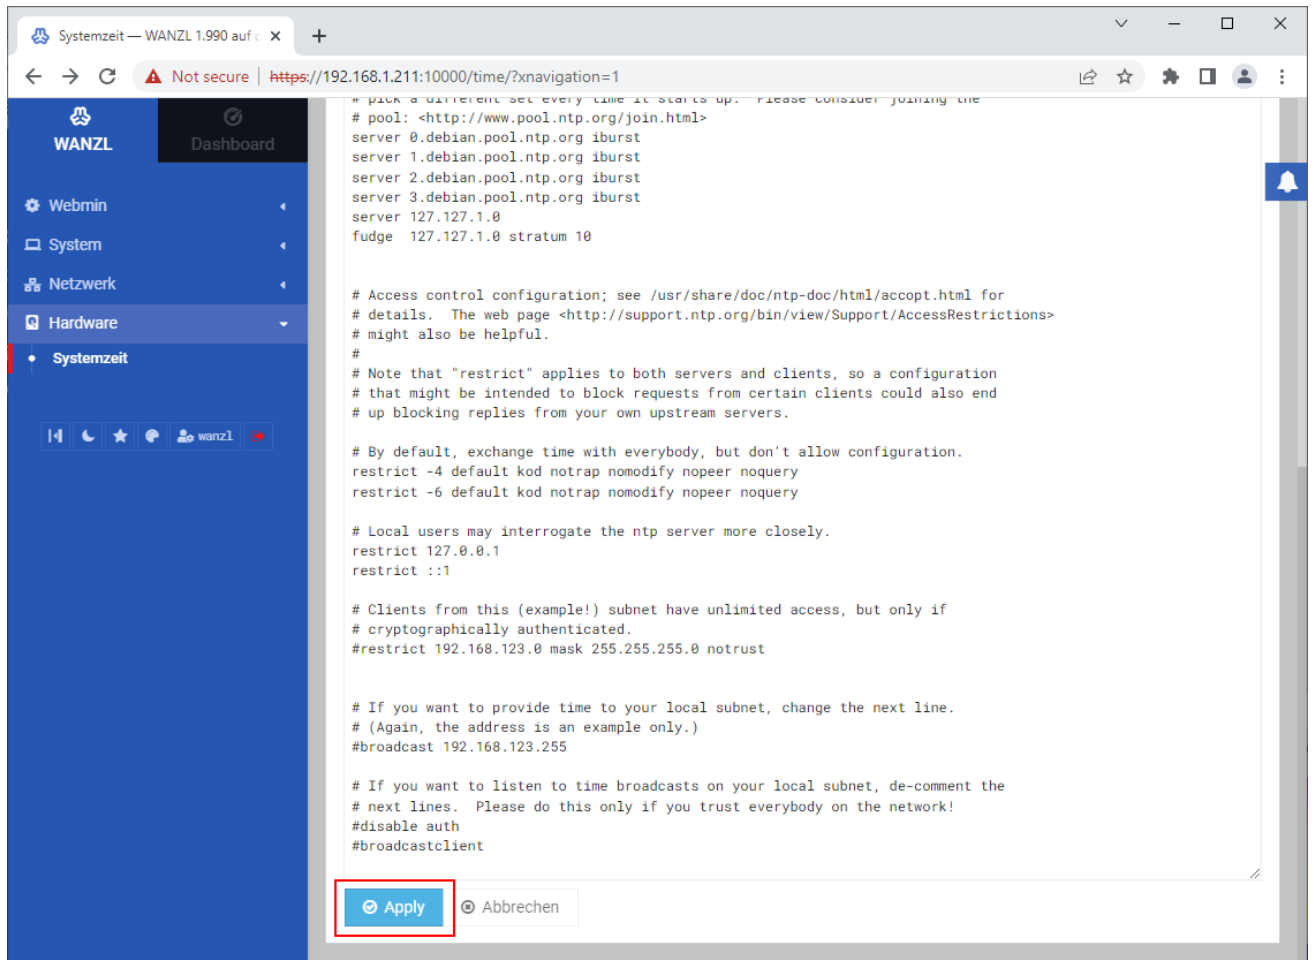 Systemzeit — WANZL 1.990 auf d
Not secure | https://192.168.1.211:10000/time/?xnavigation=1
WANZL
Dashboard
Webmin
System
Netzwerk
Hardware
Systemzeit
wanzl
# pick a different set every time it starts up.  Please consider joining the
# pool: <http://www.pool.ntp.org/join.html>
server 0.debian.pool.ntp.org iburst
server 1.debian.pool.ntp.org iburst
server 2.debian.pool.ntp.org iburst
server 3.debian.pool.ntp.org iburst
server 127.127.1.0
fudge  127.127.1.0 stratum 10
# Access control configuration; see /usr/share/doc/ntp-doc/html/accopt.html for
# details.  The web page <http://support.ntp.org/bin/view/Support/AccessRestrictions>
# might also be helpful.
#
# Note that "restrict" applies to both servers and clients, so a configuration
# that might be intended to block requests from certain clients could also end
# up blocking replies from your own upstream servers.
# By default, exchange time with everybody, but don't allow configuration.
restrict -4 default kod notrap nomodify nopeer noquery
restrict -6 default kod notrap nomodify nopeer noquery
# Local users may interrogate the ntp server more closely.
restrict 127.0.0.1
restrict ::1
# Clients from this (example!) subnet have unlimited access, but only if
# cryptographically authenticated.
#restrict 192.168.123.0 mask 255.255.255.0 notrust
# If you want to provide time to your local subnet, change the next line.
# (Again, the address is an example only.)
#broadcast 192.168.123.255
# If you want to listen to time broadcasts on your local subnet, de-comment the
# next lines.  Please do this only if you trust everybody on the network!
#disable auth
#broadcastclient
Apply
Abbrechen